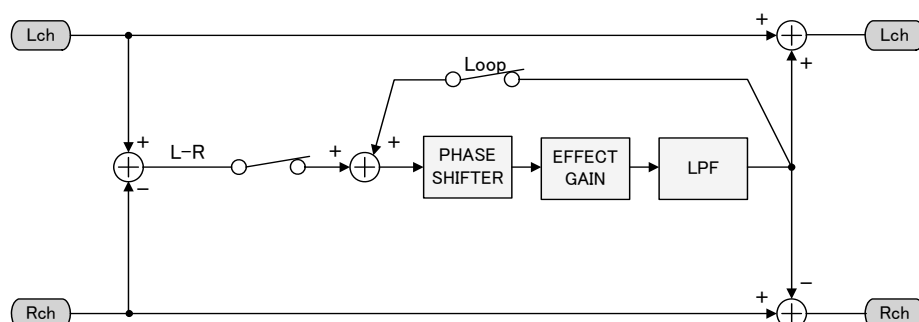 Lch
+
Lch
+
Loop
+
L-R
+
+
−
PHASE
SHIFTER
EFFECT
GAIN
LPF
−
Rch
+
Rch